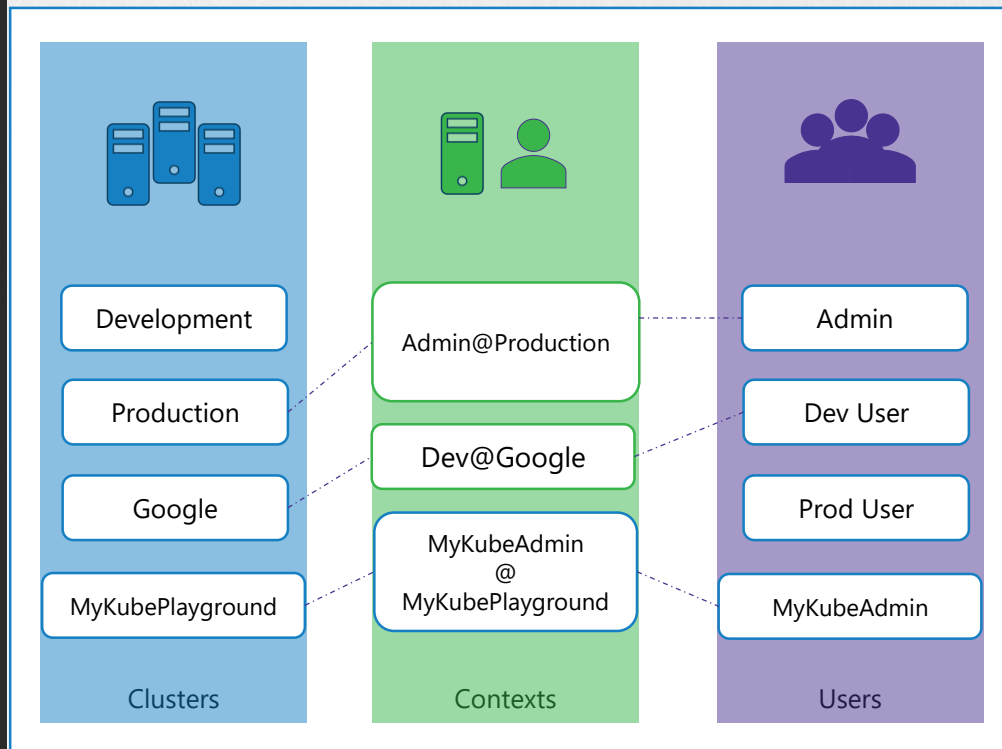 Development
Production
Google
MyKubePlayground
Clusters
Admin@Production
Dev@Google
MyKubeAdmin
@
MyKubePlayground
Contexts
Admin
Dev User
Prod User
MyKubeAdmin
Users